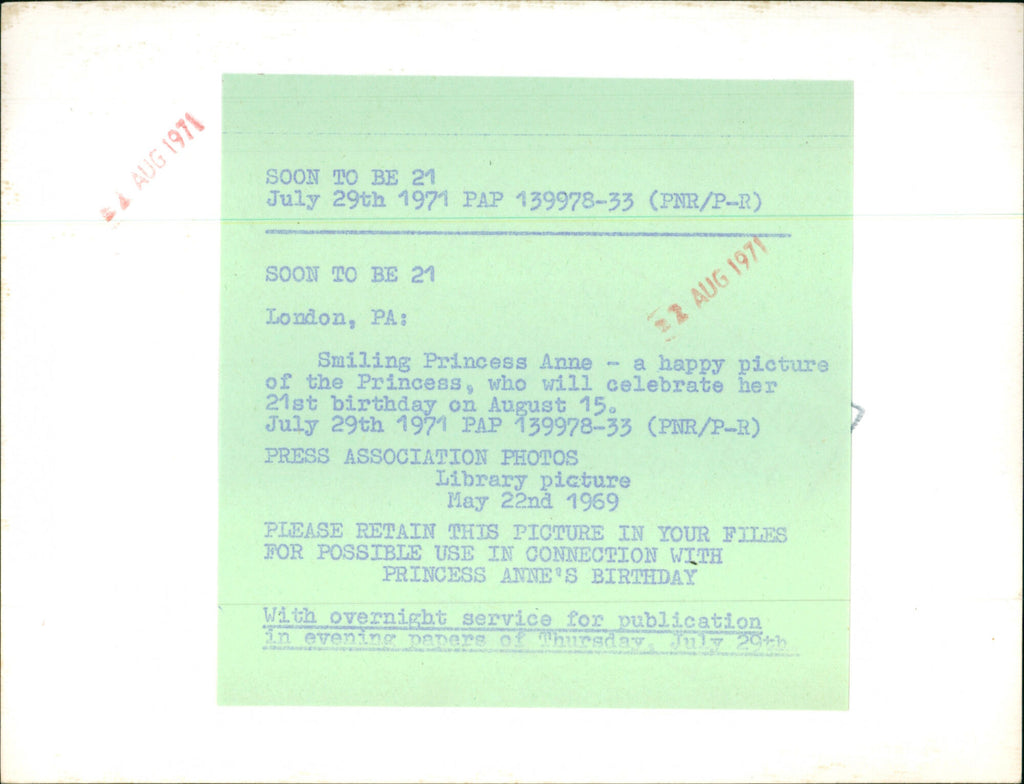 SOON TO BE 21
July 29th 1971 PAP 139978-33 (PNR/P-R)
AUG 1971
SOON TO BE 21
AUG 1971
London, PA:
Smiling Princess Anne - a happy picture
of the Princess, who will celebrate her
21st birthday on August 15.
July 29th 1971 PAP 139978-33 (PNR/P-R)
PRESS ASSOCIATION PHOTOS
Library picture
May 22nd 1969
PLEASE RETAIN THIS PICTURE IN YOUR FILES
FOR POSSIBLE USE IN CONNECTION WITH
PRINCESS ANNE'S BIRTHDAY
With overnight service for publication
in evening papers of Thursday, July 29th